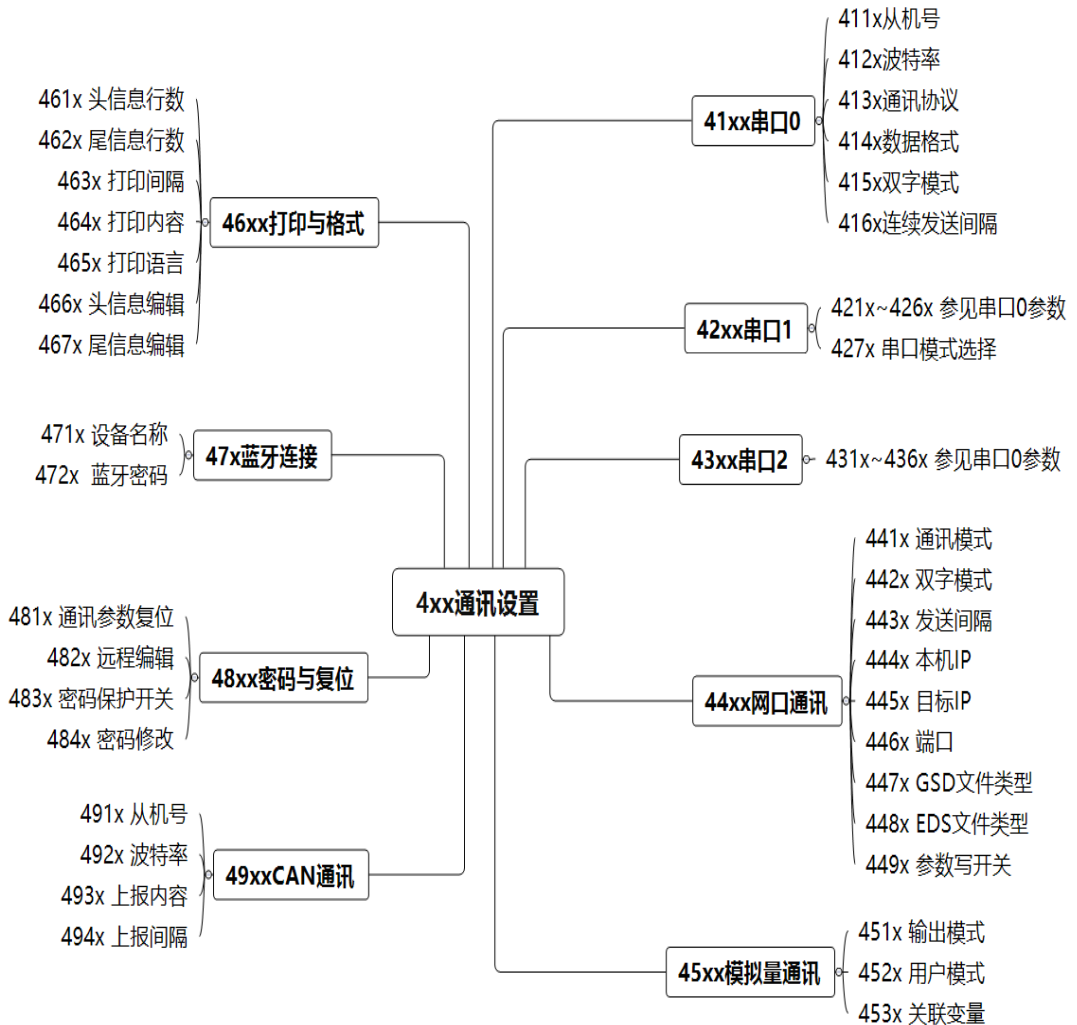 4xx通讯设置
41xx串口0
411x从机号
412x波特率
413x通讯协议
414x数据格式
415x双字模式
416x连续发送间隔
42xx串口1
421x~426x 参见串口0参数
427x 串口模式选择
43xx串口2
431x~436x 参见串口0参数
44xx网口通讯
441x 通讯模式
442x 双字模式
443x 发送间隔
444x 本机IP
445x 目标IP
446x 端口
447x GSD文件类型
448x EDS文件类型
449x 参数写开关
45xx模拟量通讯
451x 输出模式
452x 用户模式
453x 关联变量
46xx打印与格式
461x 头信息行数
462x 尾信息行数
463x 打印间隔
464x 打印内容
465x 打印语言
466x 头信息编辑
467x 尾信息编辑
47x蓝牙连接
471x 设备名称
472x 蓝牙密码
48xx密码与复位
481x 通讯参数复位
482x 远程编辑
483x 密码保护开关
484x 密码修改
49xxCAN通讯
491x 从机号
492x 波特率
493x 上报内容
494x 上报间隔